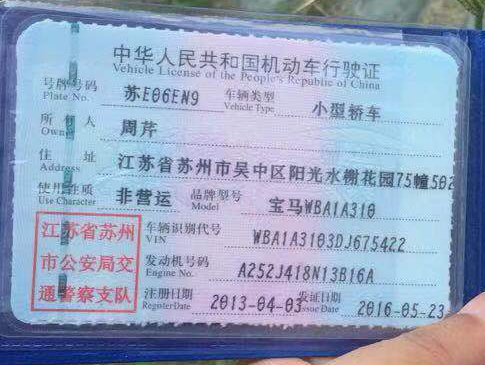 中华人民共和国机动车行驶证
Vehicle License of the People's Republic of China
号牌号码 苏E06EN9 车辆类型 小型轿车
Plate No. Vehicle Type
所有人 周芹
Owner
住址 江苏省苏州市吴中区阳光水榭花园75幢502
Address
使用性质 非营运 品牌型号 宝马WBA1A310
Use Character Model
江苏省苏州
市公安局交
通警察支队
车辆识别代号 WBA1A3103DJ675422
VIN
发动机号码 A252J418N13B16A
Engine No.
注册日期 2013-04-03 发证日期 2016-05-23
Register Date Issue Date